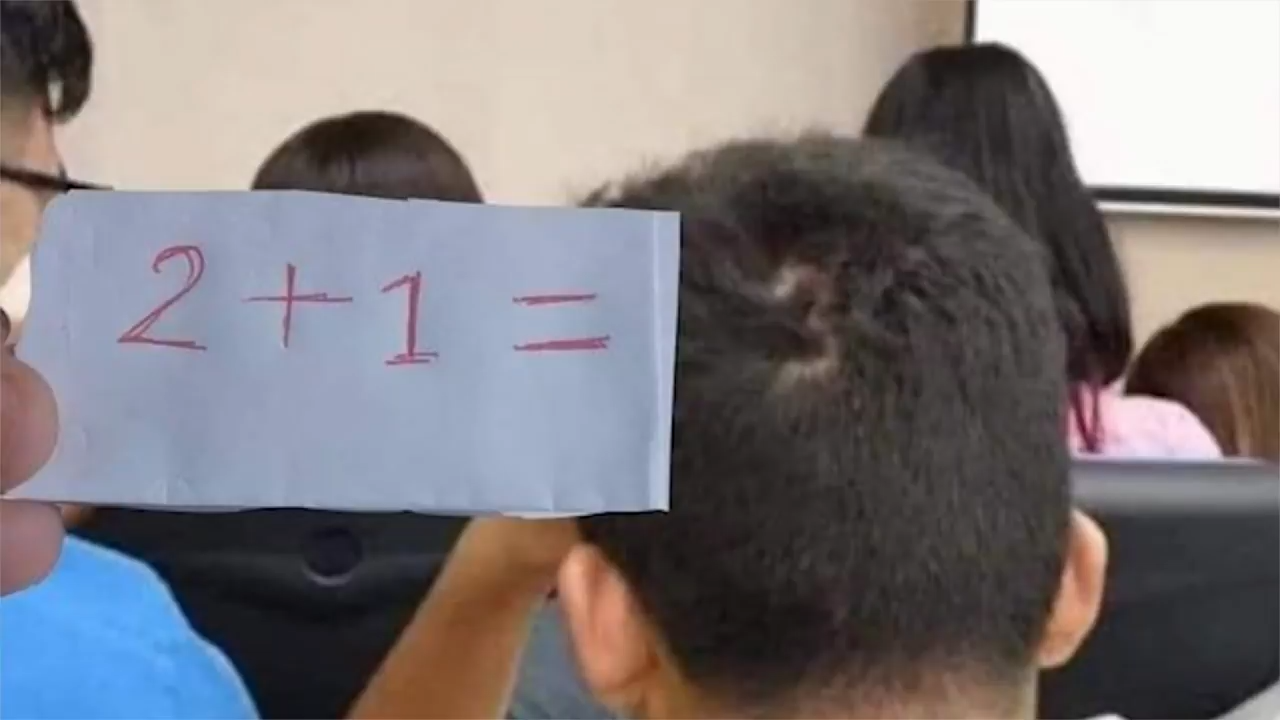 2+1 =